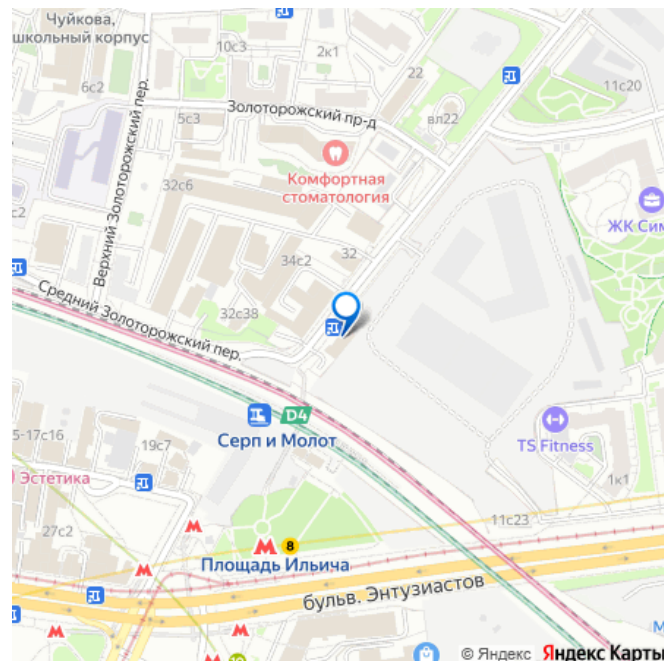 Чуйкова,
школьный корпус
10с3
2к1
22
11с20
6с2
5с3
Золоторожский пр-д
вл22
Верхний Золоторожский пер.
Комфортная
стоматология
32с6
ЖК Сим
с2
34с2
32
Средний Золоторожский пер.
32с38
D4
Серп и Молот
TS Fitness
5-17с16
19с7
1к1
Эстетика
11с23
27с2
8
Площадь Ильича
бульв. Энтузиастов
10
М
© Яндекс Яндекс Карты